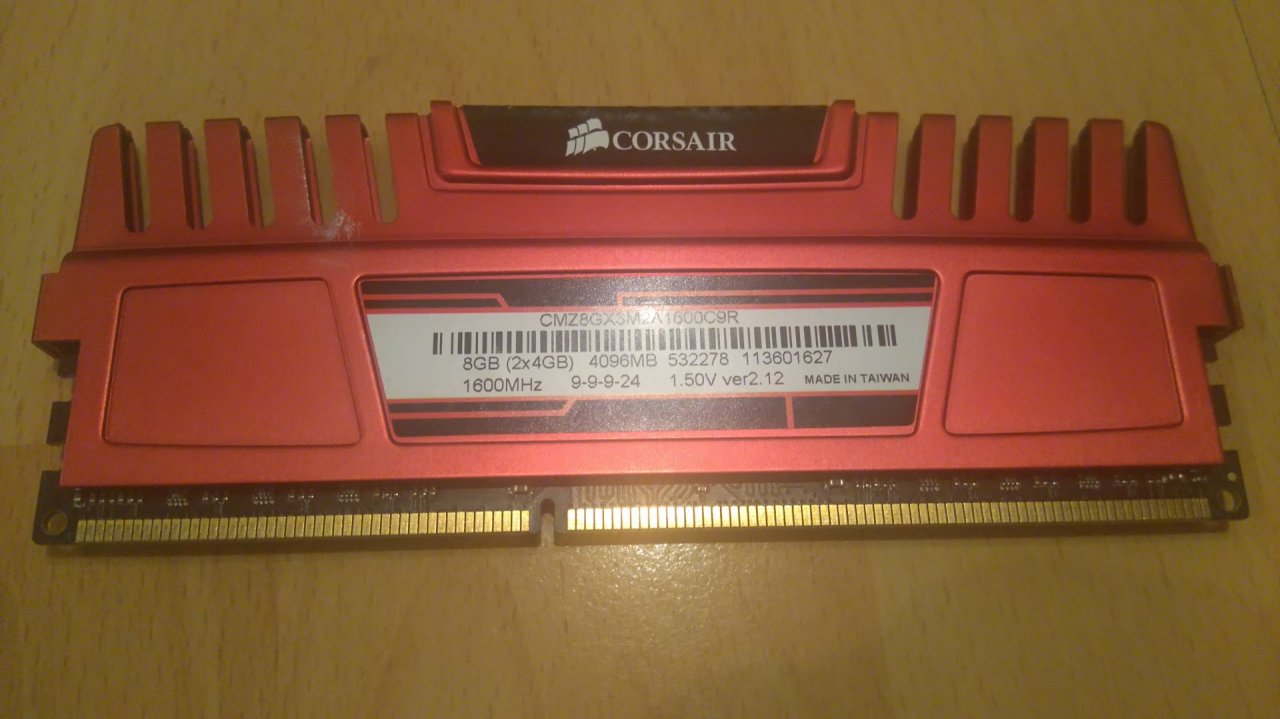 CORSAIR
CMZ8GX3M2A1600C9R
8GB (2x4GB) 4096MB 532278 113601627
1600MHz 9-9-9-24 1.50V ver2.12 MADE IN TAIWAN